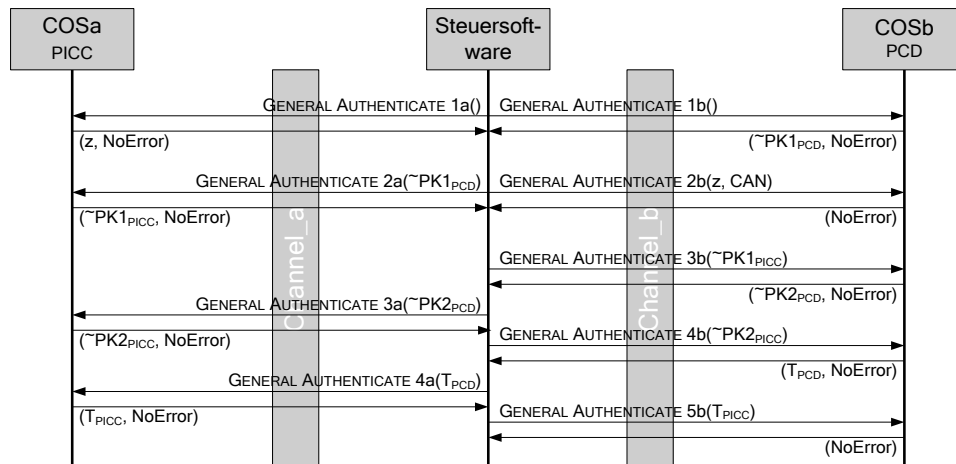 COSa
PICC
Steuersoft-
ware
COSb
PCD
GENERAL AUTHENTICATE 1a()
GENERAL AUTHENTICATE 1b()
(z, NoError)
(~PK1PCD, NoError)
GENERAL AUTHENTICATE 2a(~PK1PCD)
GENERAL AUTHENTICATE 2b(z, CAN)
(~PK1PICC, NoError)
(NoError)
Channel_a
Channel_b
GENERAL AUTHENTICATE 3b(~PK1PICC)
(~PK2PCD, NoError)
GENERAL AUTHENTICATE 3a(~PK2PCD)
(~PK2PICC, NoError)
GENERAL AUTHENTICATE 4b(~PK2PICC)
(TPCD, NoError)
GENERAL AUTHENTICATE 4a(TPCD)
(TPICC, NoError)
GENERAL AUTHENTICATE 5b(TPICC)
(NoError)